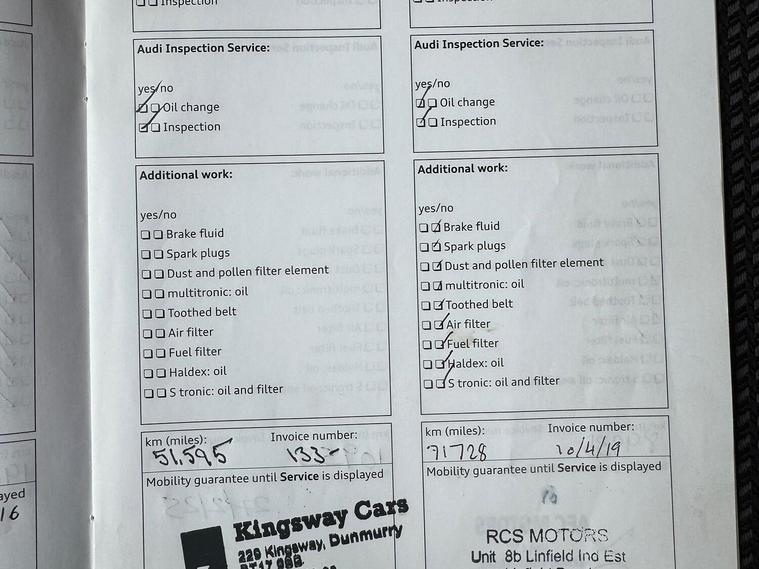 Inspection
Audi Inspection Service:
yes/no
Oil change
Inspection
Additional work:
yes/no
Brake fluid
Spark plugs
Dust and pollen filter element
multitronic: oil
Toothed belt
Air filter
Fuel filter
Haldex: oil
S tronic: oil and filter
km (miles): Invoice number:
51,595 133-
Mobility guarantee until Service is displayed
Kingsway Cars
226 Kingsway, Dunmurry
Audi Inspection Service:
yes/no
Oil change
Inspection
Additional work:
yes/no
Brake fluid
Spark plugs
Dust and pollen filter element
multitronic: oil
Toothed belt
Air filter
Fuel filter
Haldex: oil
S tronic: oil and filter
km (miles): Invoice number:
71728 10/4/19
Mobility guarantee until Service is displayed
RCS MOTORS
Unit 8b Linfield Ind Est